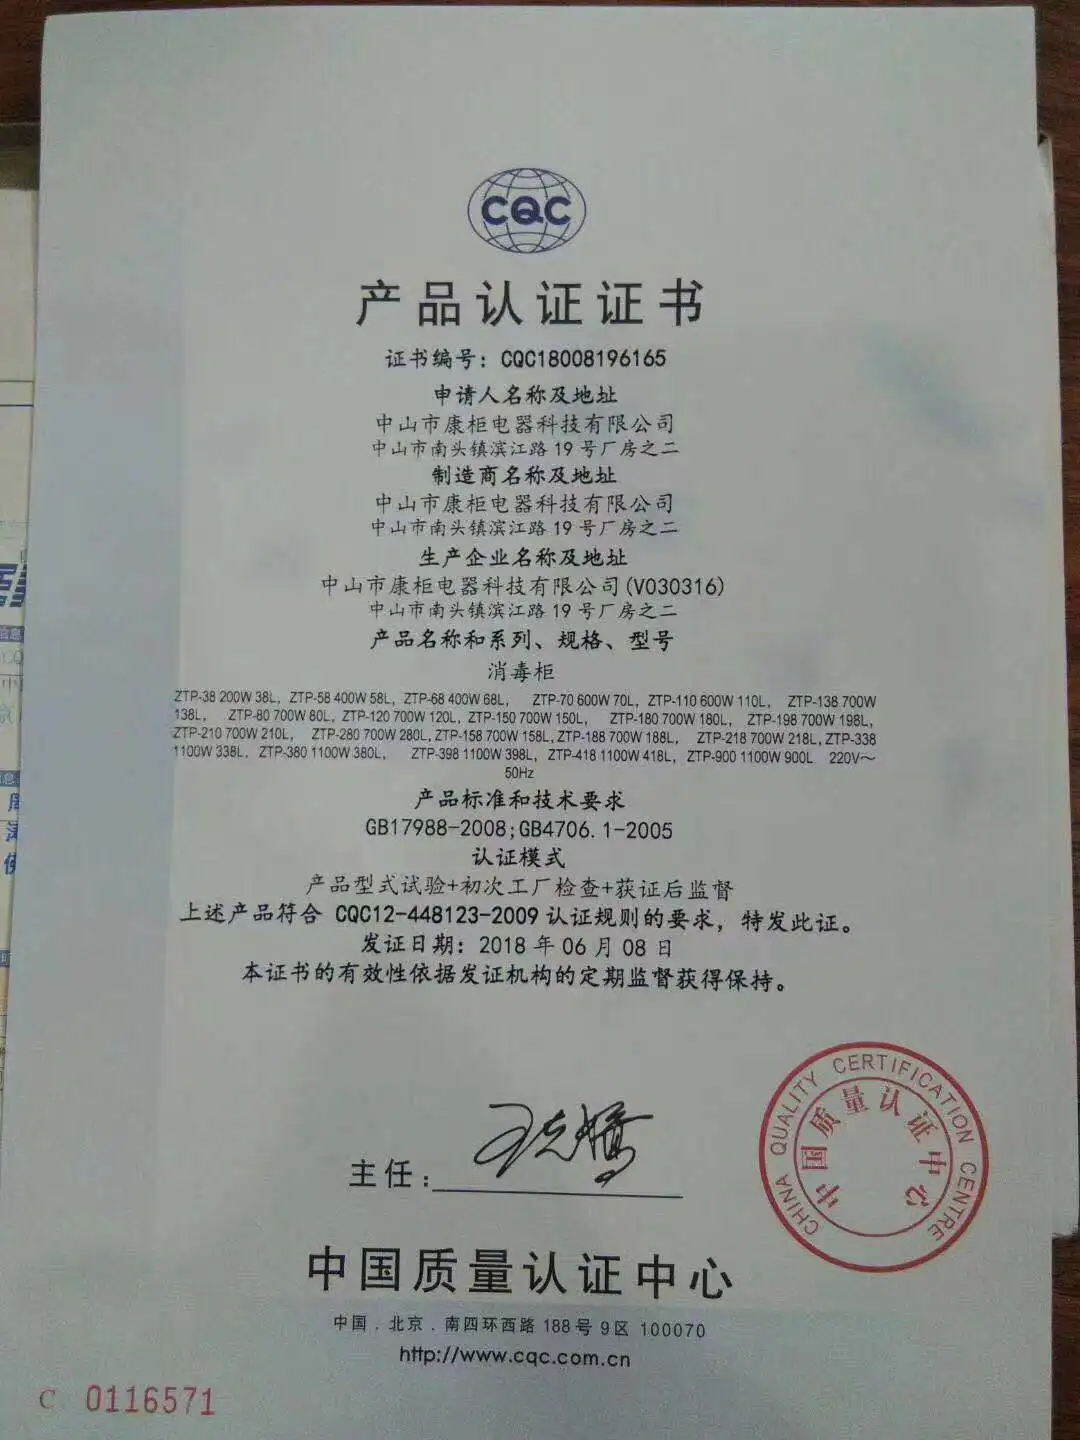 CQC
产品认证证书
证书编号：CQC18008196165
申请人名称及地址
中山市康柜电器科技有限公司
中山市南头镇滨江路 19 号厂房之二
制造商名称及地址
中山市康柜电器科技有限公司
中山市南头镇滨江路 19 号厂房之二
生产企业名称及地址
中山市康柜电器科技有限公司(V030316)
中山市南头镇滨江路 19 号厂房之二
产品名称和系列、规格、型号
消毒柜
ZTP-38 200W 38L，ZTP-58 400W 58L，ZTP-68 400W 68L， ZTP-70 600W 70L，ZTP-110 600W 110L， ZTP-138 700W
138L， ZTP-80 700W 80L，ZTP-120 700W 120L，ZTP-150 700W 150L， ZTP-180 700W 180L，ZTP-198 700W 198L，
ZTP-210 700W 210L， ZTP-280 700W 280L，ZTP-158 700W 158L，ZTP-188 700W 188L， ZTP-218 700W 218L，ZTP-338
1100W 338L，ZTP-380 1100W 380L， ZTP-398 1100W 398L，ZTP-418 1100W 418L，ZTP-900 1100W 900L 220V～
50Hz
产品标准和技术要求
GB17988-2008;GB4706.1-2005
认证模式
产品型式试验+初次工厂检查+获证后监督
上述产品符合 CQC12-448123-2009 认证规则的要求，特发此证。
发证日期：2018 年 06 月 08 日
本证书的有效性依据发证机构的定期监督获得保持。
CHINA QUALITY CERTIFICATION CENTRE
中国质量认证中心
主任：
中国质量认证中心
中国．北京．南四环西路 188 号 9 区 100070
http://www.cqc.com.cn
C 0116571